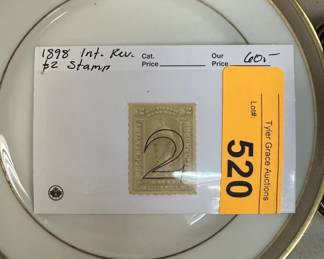 1898 Int. Rev.
$2 Stamp
Cat.
Price
Our
Price
60.-
2
Tyler Grace Auctions
Lot#:
520